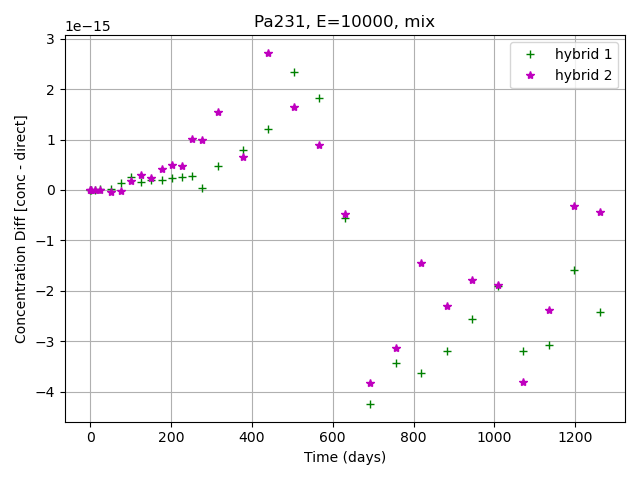 Pa231, E=10000, mix
1e−15
3
2
1
0
−1
−2
−3
−4
Concentration Diff [conc - direct]
hybrid 1
hybrid 2
0 200 400 600 800 1000 1200
Time (days)